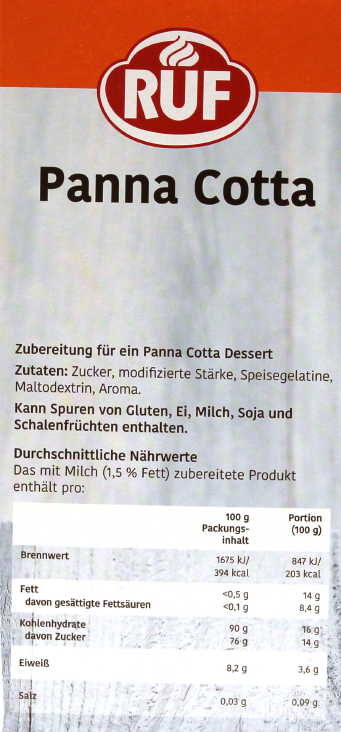 RUF
Panna Cotta
Zubereitung für ein Panna Cotta Dessert
Zutaten: Zucker, modifizierte Stärke, Speisegelatine,
Maltodextrin, Aroma.
Kann Spuren von Gluten, Ei, Milch, Soja und
Schalenfrüchten enthalten.
Durchschnittliche Nährwerte
Das mit Milch (1,5 % Fett) zubereitete Produkt
enthält pro:
100 g Portion
Packungs- (100 g)
inhalt
Brennwert 1675 kJ/ 847 kJ/
394 kcal 203 kcal
Fett <0,5 g 14 g
davon gesättigte Fettsäuren <0,1 g 8,4 g
Kohlenhydrate 90 g 16 g
davon Zucker 76 g 14 g
Eiweiß 8,2 g 3,6 g
Salz 0,03 g 0,09 g